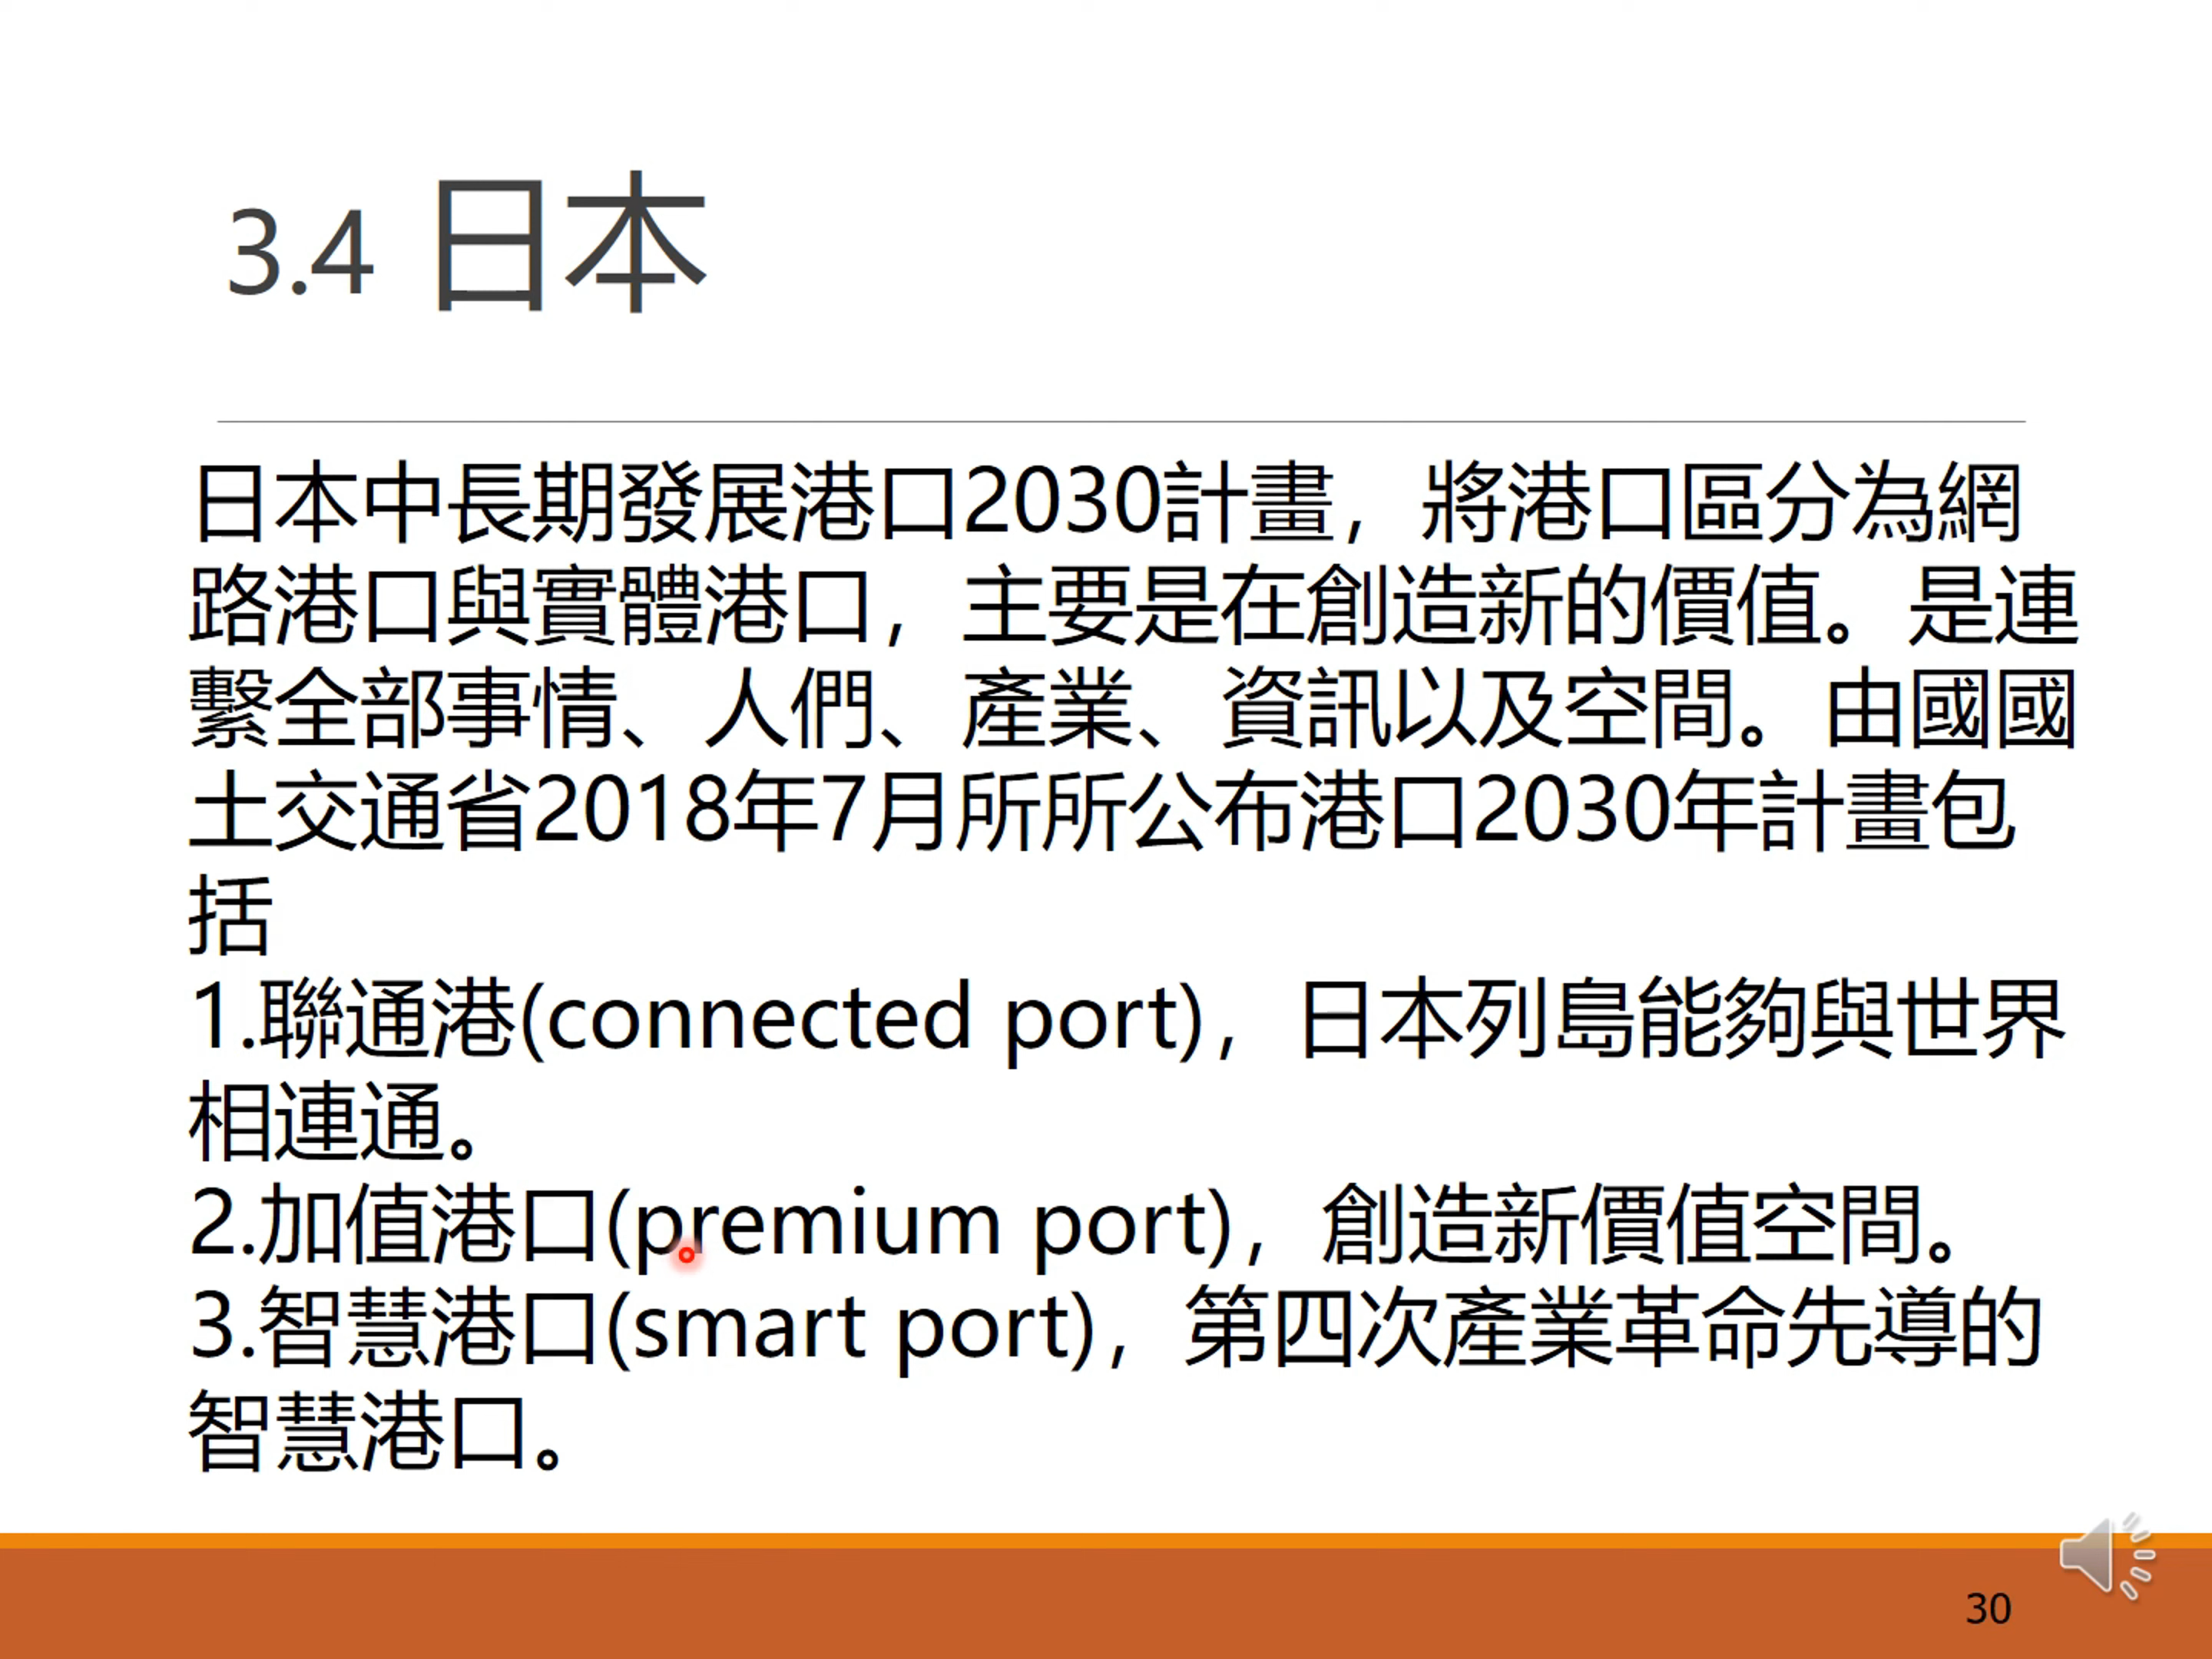 3.4 日本
日本中長期發展港口2030計畫，將港口區分為網
路港口與實體港口，主要是在創造新的價值。是連
繫全部事情、人們、產業、資訊以及空間。由國國
土交通省2018年7月所所公布港口2030年計畫包
括
1.聯通港(connected port)，日本列島能夠與世界
相連通。
2.加值港口(premium port)，創造新價值空間。
3.智慧港口(smart port)，第四次產業革命先導的
智慧港口。
30